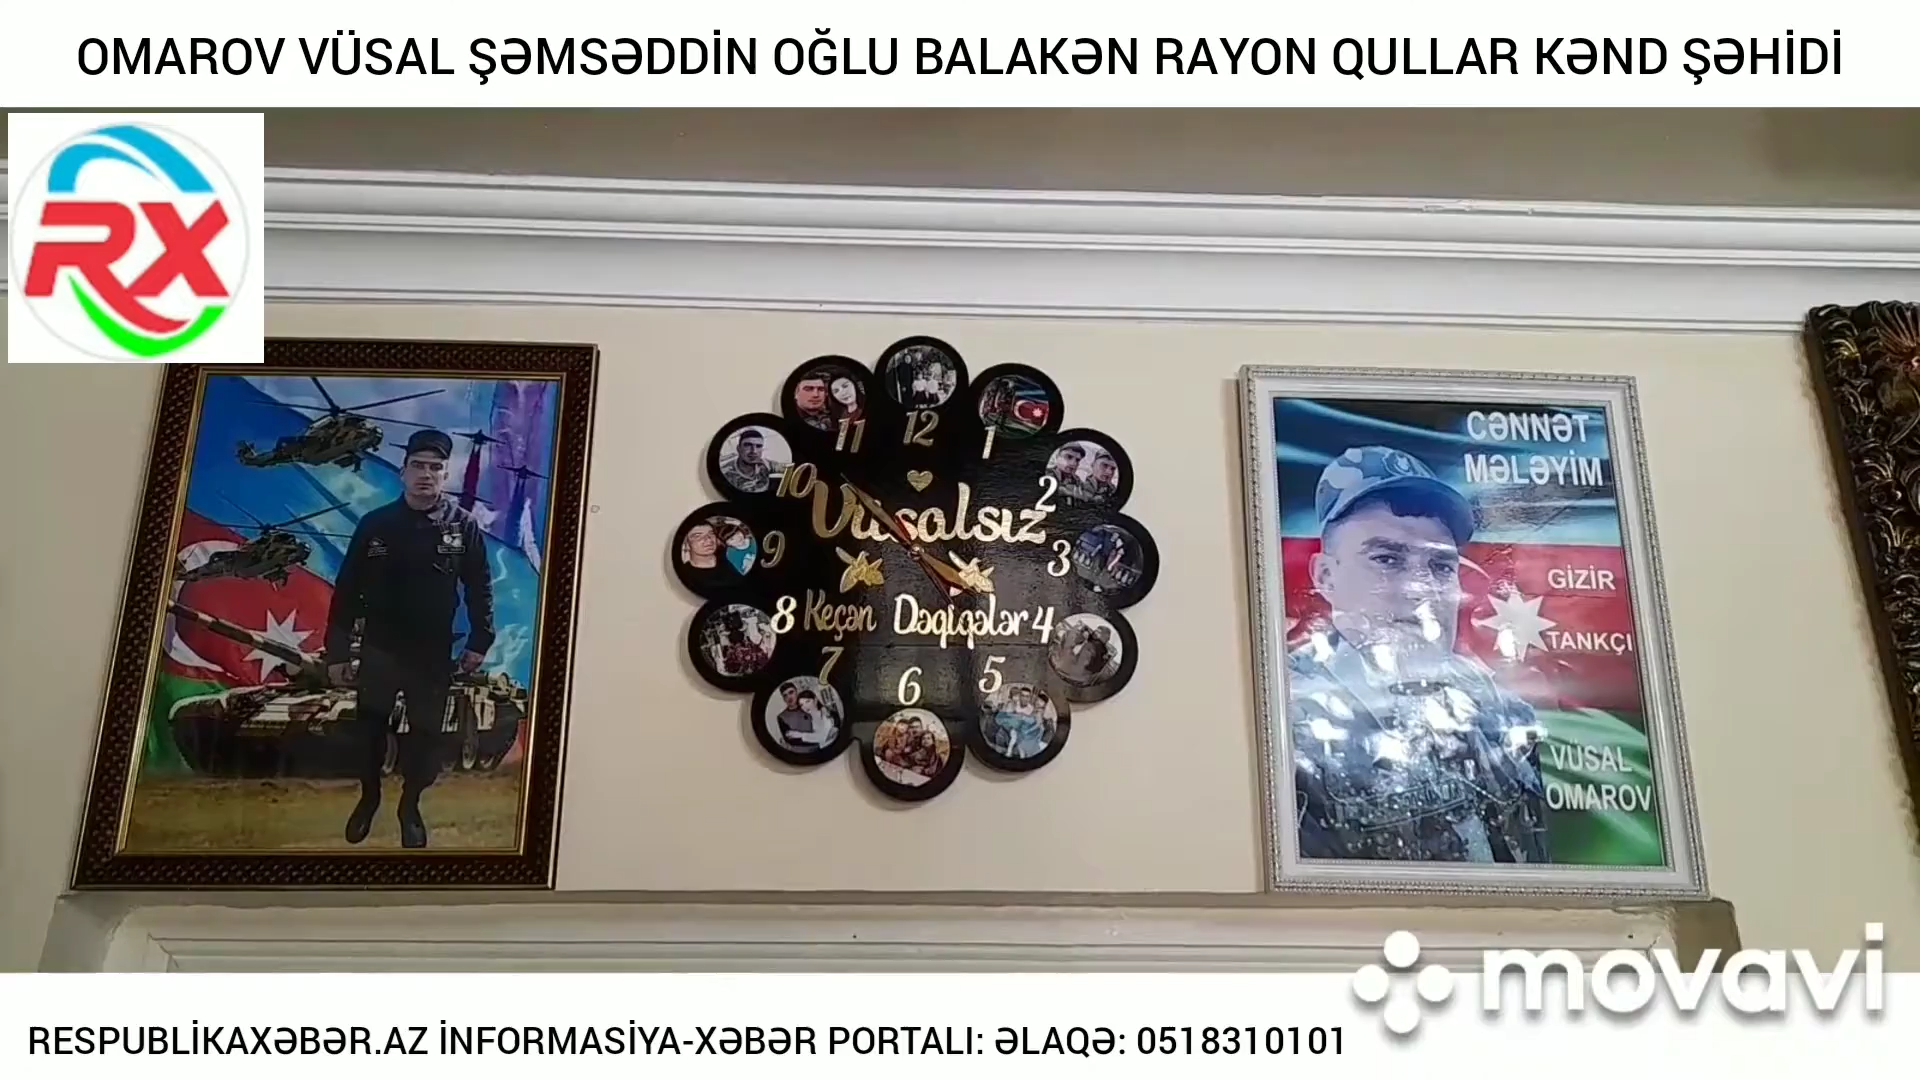 OMAROV VÜSAL ŞƏMSƏDDİN OĞLU BALAKƏN RAYON QULLAR KƏND ŞƏHİDİ
RX
12
11
1
10
2
Vüsalsız
9
3
8
Keçən Dəqiqələr
4
7
5
6
CƏNNƏT
MƏLƏYİM
GİZİR
TANKÇI
VÜSAL
OMAROV
movavi
RESPUBLİKAXƏBƏR.AZ İNFORMASİYA-XƏBƏR PORTALI: ƏLAQƏ: 0518310101